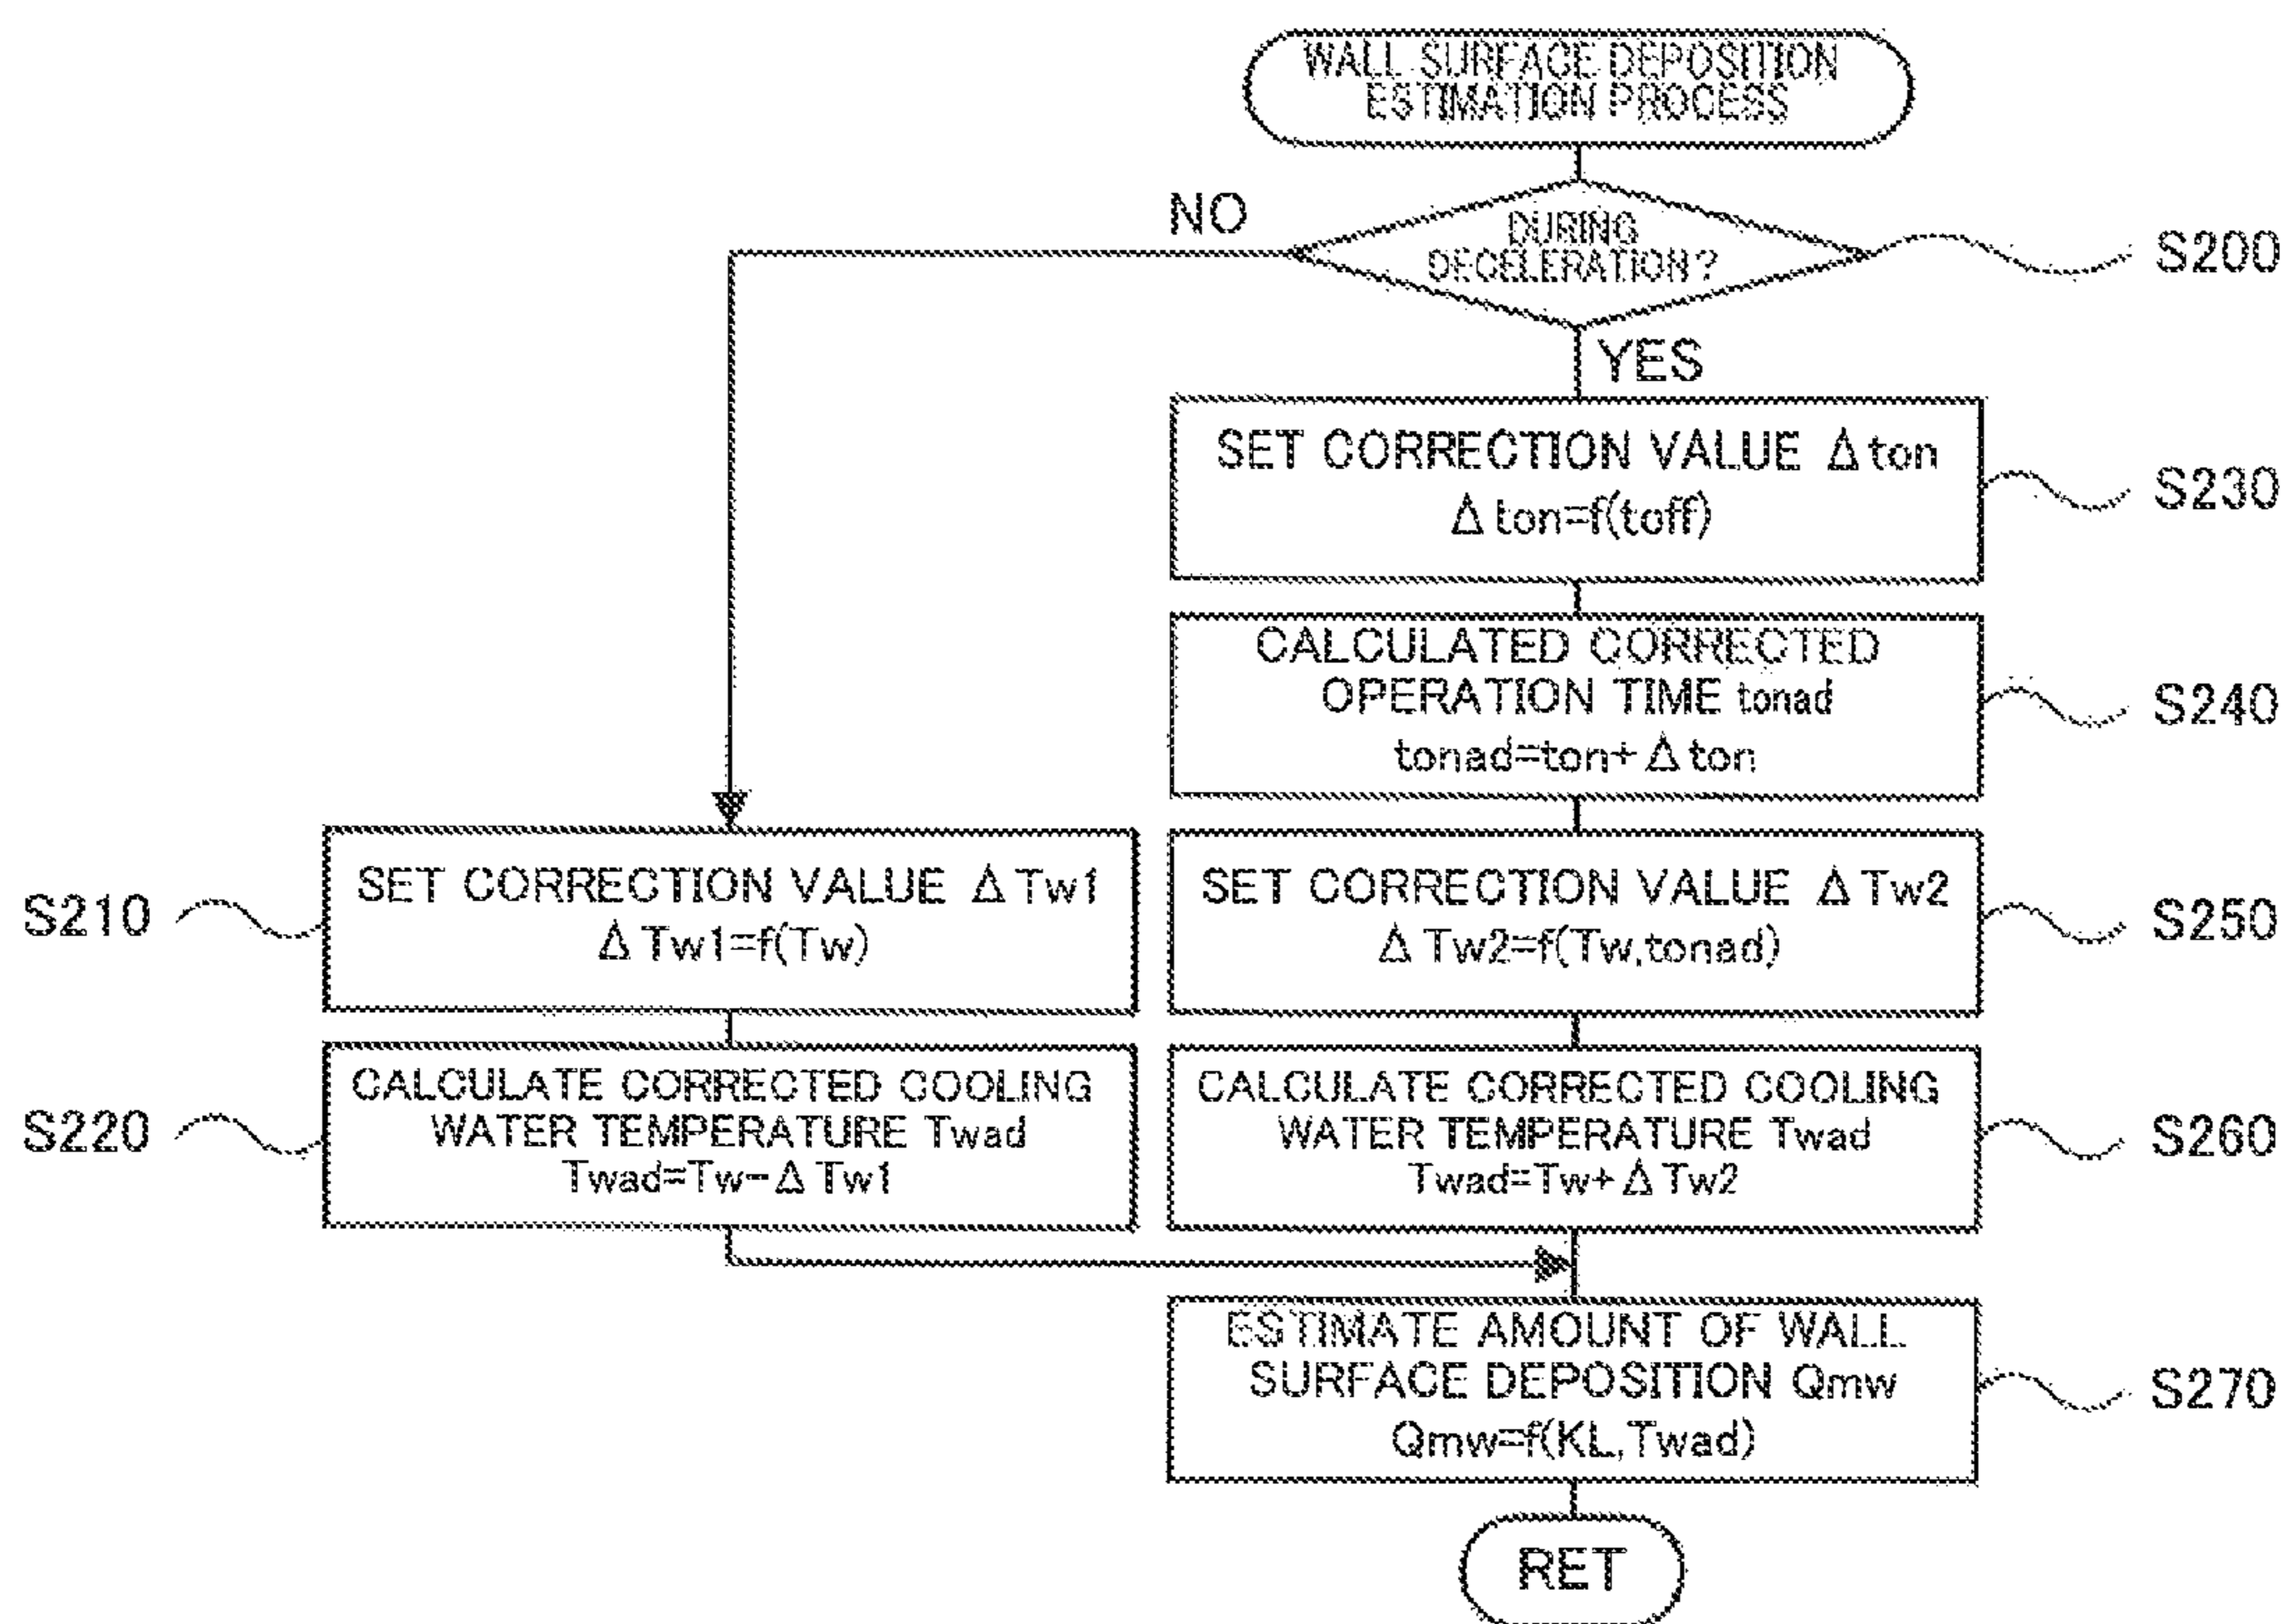 WALL SURFACE DEPOSITION
ESTIMATION PROCESS
NO
DURING
DECELERATION?
S200
YES
SET CORRECTION VALUE Δton
Δton=f(toff)
S230
CALCULATED CORRECTED
OPERATION TIME tonad
tonad=ton+Δton
S240
S210
SET CORRECTION VALUE ΔTw1
ΔTw1=f(Tw)
SET CORRECTION VALUE ΔTw2
ΔTw2=f(Tw,tonad)
S250
S220
CALCULATE CORRECTED COOLING
WATER TEMPERATURE Twad
Twad=Tw-ΔTw1
CALCULATE CORRECTED COOLING
WATER TEMPERATURE Twad
Twad=Tw+ΔTw2
S260
ESTIMATE AMOUNT OF WALL
SURFACE DEPOSITION Qmw
Qmw=f(KL,Twad)
S270
RET